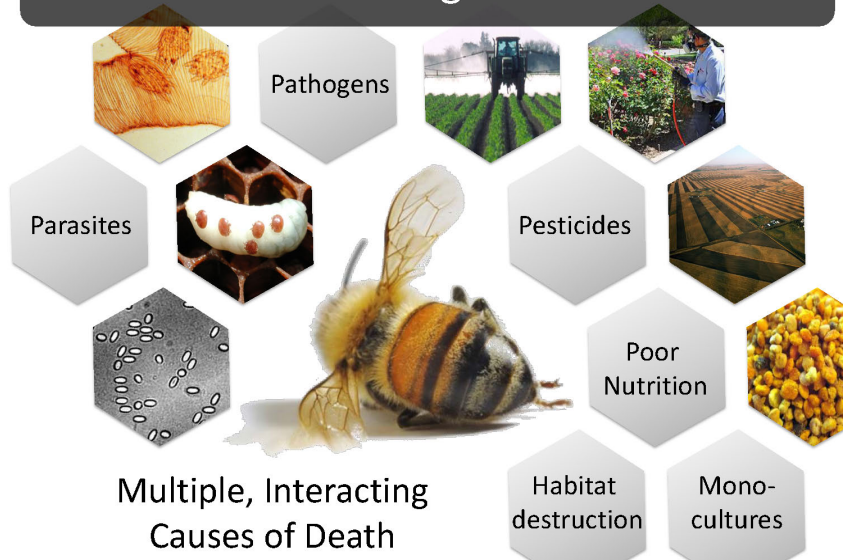 Pathogens
Parasites
Pesticides
Poor
Nutrition
Habitat
destruction
Mono-
cultures
Multiple, Interacting
Causes of Death